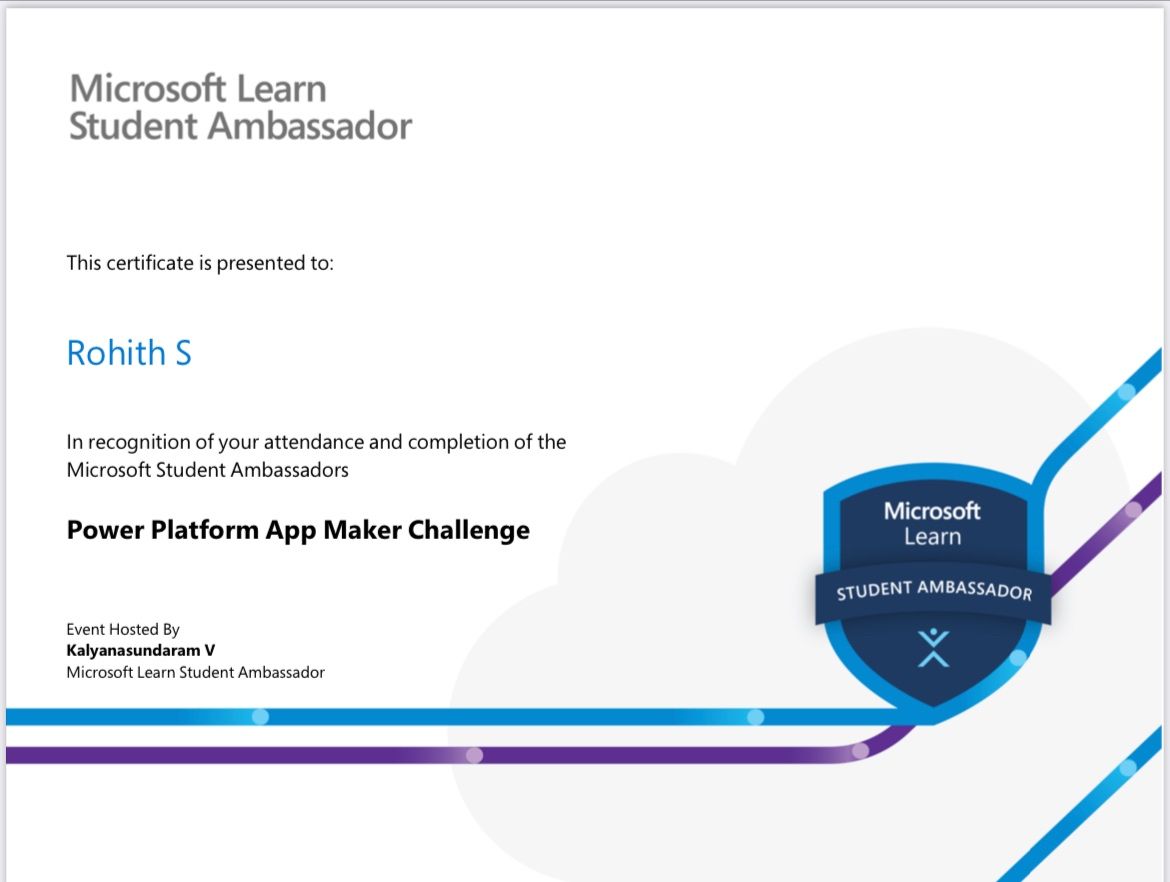 Microsoft Learn
Student Ambassador
This certificate is presented to:
Rohith S
In recognition of your attendance and completion of the
Microsoft Student Ambassadors
Power Platform App Maker Challenge
Event Hosted By
Kalyanasundaram V
Microsoft Learn Student Ambassador
Microsoft
Learn
STUDENT AMBASSADOR